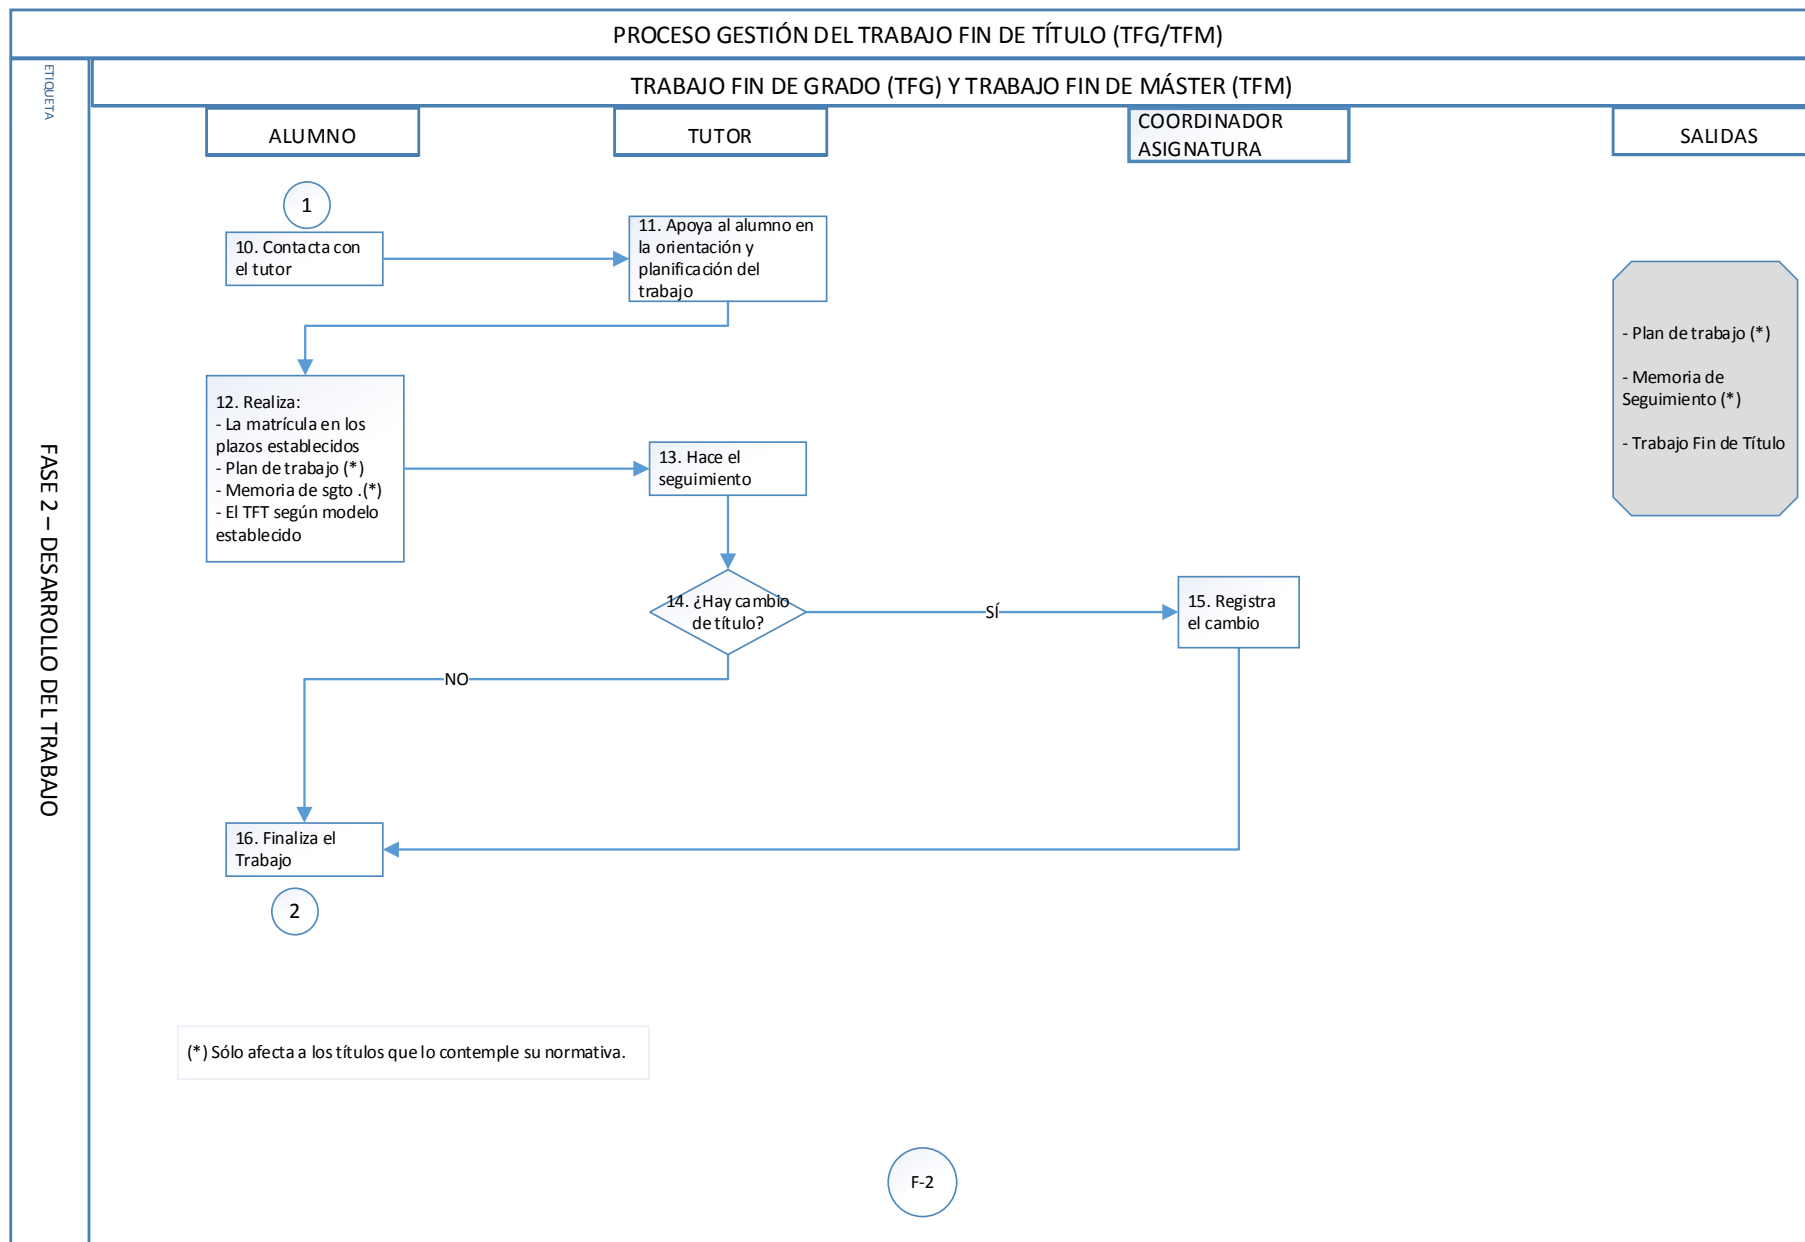 PROCESO GESTIÓN DEL TRABAJO FIN DE TÍTULO (TFG/TFM)
ETIQUETA
TRABAJO FIN DE GRADO (TFG) Y TRABAJO FIN DE MÁSTER (TFM)
ALUMNO
TUTOR
COORDINADOR
ASIGNATURA
SALIDAS
FASE 2 – DESARROLLO DEL TRABAJO
1
10. Contacta con
el tutor
11. Apoya al alumno en
la orientación y
planificación del
trabajo
12. Realiza:
- La matrícula en los
plazos establecidos
- Plan de trabajo (*)
- Memoria de sgto .(*)
- El TFT según modelo
establecido
13. Hace el
seguimiento
14. ¿Hay cambio
de título?
SÍ
15. Registra
el cambio
NO
16. Finaliza el
Trabajo
2
- Plan de trabajo (*)
- Memoria de
Seguimiento (*)
- Trabajo Fin de Título
(*) Sólo afecta a los títulos que lo contemple su normativa.
F-2